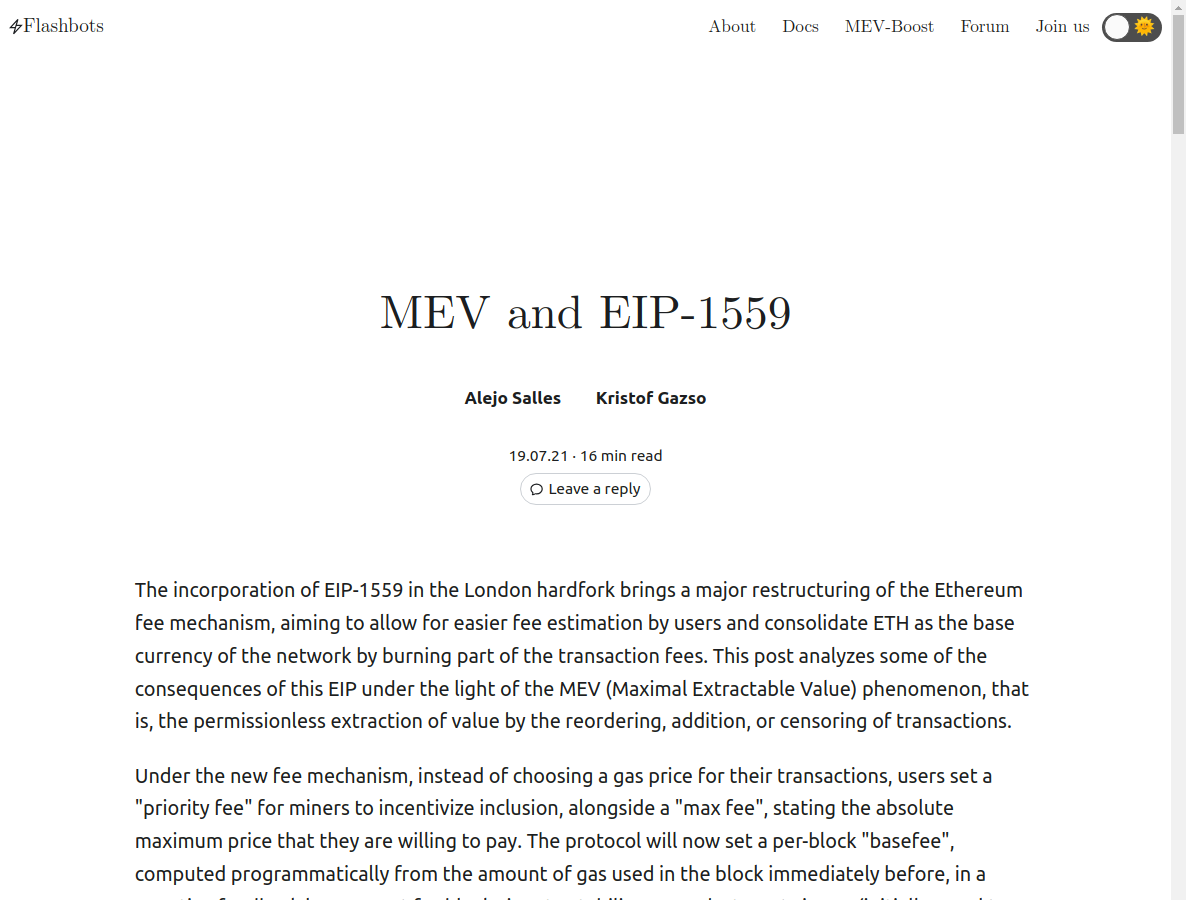 Flashbots
About Docs MEV-Boost Forum Join us
MEV and EIP-1559
Alejo Salles Kristof Gazso
19.07.21 · 16 min read
Leave a reply
The incorporation of EIP-1559 in the London hardfork brings a major restructuring of the Ethereum
fee mechanism, aiming to allow for easier fee estimation by users and consolidate ETH as the base
currency of the network by burning part of the transaction fees. This post analyzes some of the
consequences of this EIP under the light of the MEV (Maximal Extractable Value) phenomenon, that
is, the permissionless extraction of value by the reordering, addition, or censoring of transactions.
Under the new fee mechanism, instead of choosing a gas price for their transactions, users set a
"priority fee" for miners to incentivize inclusion, alongside a "max fee", stating the absolute
maximum price that they are willing to pay. The protocol will now set a per-block "basefee",
computed programmatically from the amount of gas used in the block immediately before, in a